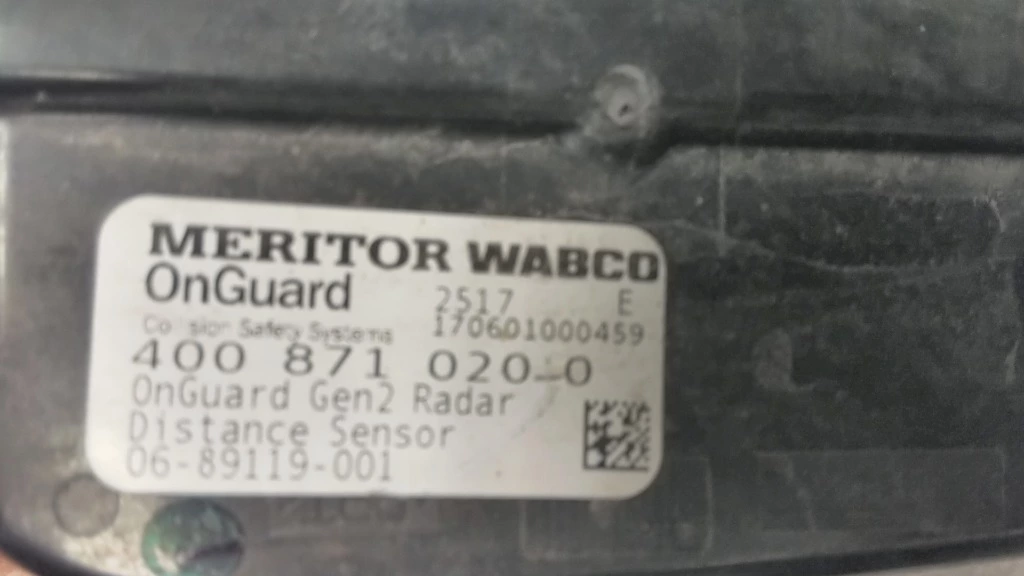 MERITOR WABCO
OnGuard
2517 E
Safety Systems
170601000459
400 871 020-0
OnGuard Gen2 Radar
Distance Sensor
06-89119-001